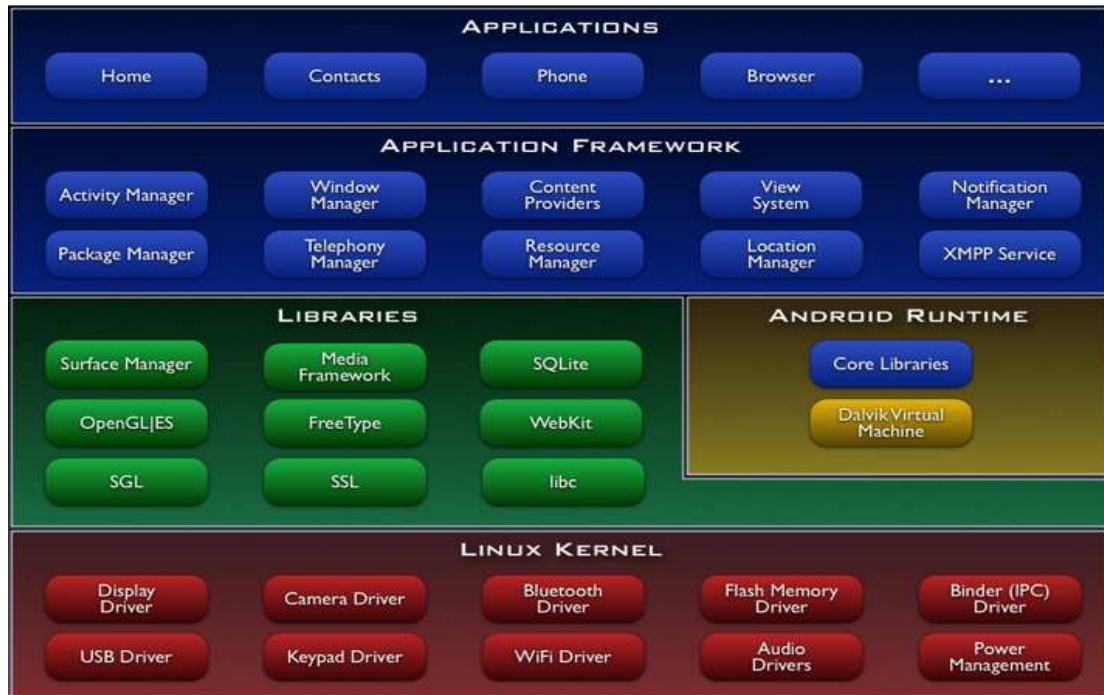 APPLICATIONS
Home
Contacts
Phone
Browser
...
APPLICATION FRAMEWORK
Activity Manager
Window
Manager
Content
Providers
View
System
Notification
Manager
Package Manager
Telephony
Manager
Resource
Manager
Location
Manager
XMPP Service
LIBRARIES
Surface Manager
Media
Framework
SQLite
OpenGL|ES
FreeType
WebKit
SGL
SSL
libc
ANDROID RUNTIME
Core Libraries
Dalvik Virtual
Machine
LINUX KERNEL
Display
Driver
Camera Driver
Bluetooth
Driver
Flash Memory
Driver
Binder (IPC)
Driver
USB Driver
Keypad Driver
WiFi Driver
Audio
Drivers
Power
Management